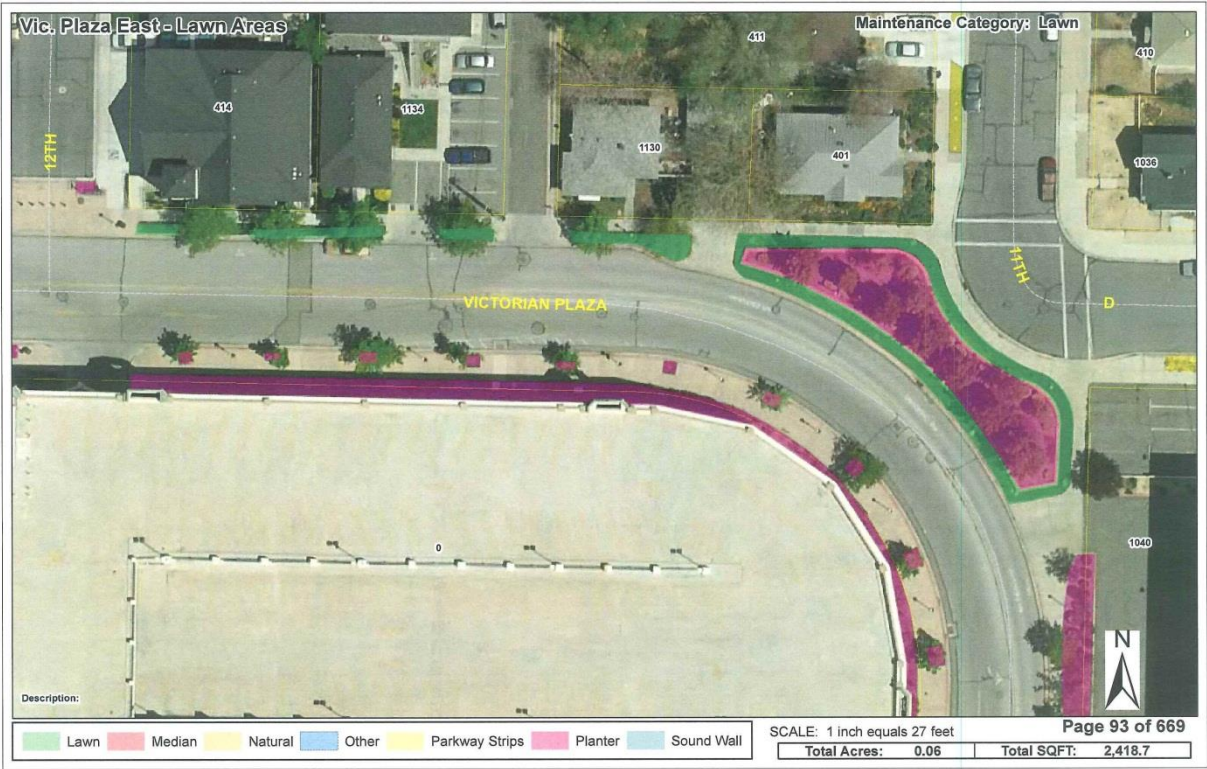 Vic. Plaza East - Lawn Areas
Maintenance Category: Lawn
411
410
414
1134
12TH
1130
401
1036
11TH
VICTORIAN PLAZA
D
0
1040
N
Description:
Lawn Median Natural Other Parkway Strips Planter Sound Wall
SCALE: 1 inch equals 27 feet
Page 93 of 669
Total Acres: 0.06 Total SQFT: 2,418.7